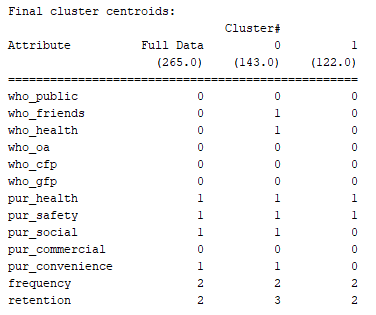 Final cluster centroids:
Cluster#
Attribute Full Data 0 1
(265.0) (143.0) (122.0)
==================================================
who_public 0 0 0
who_friends 0 1 0
who_health 0 1 0
who_oa 0 0 0
who_cfp 0 0 0
who_gfp 0 0 0
pur_health 1 1 1
pur_safety 1 1 1
pur_social 1 1 0
pur_commercial 0 0 0
pur_convenience 1 1 0
frequency 2 2 2
retention 2 3 2